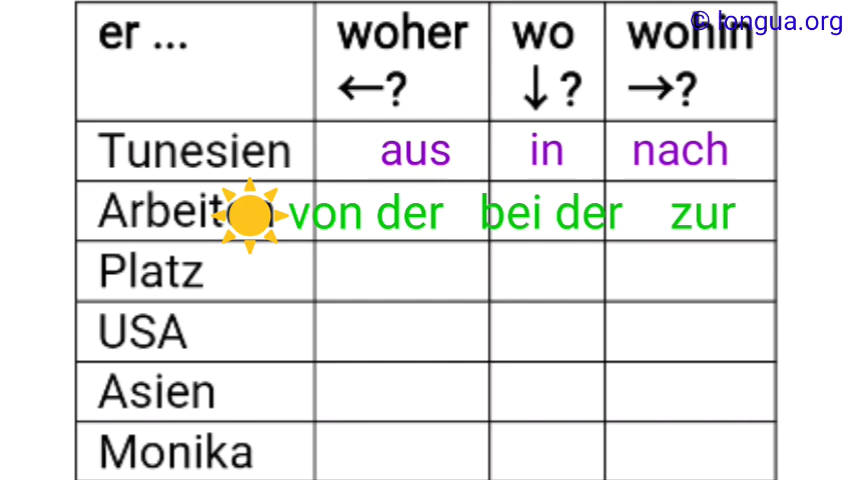 © longua.org
er ... woher wo wohin
←? ↓? →?
Tunesien aus in nach
von der bei der zur
Platz
USA
Asien
Monika